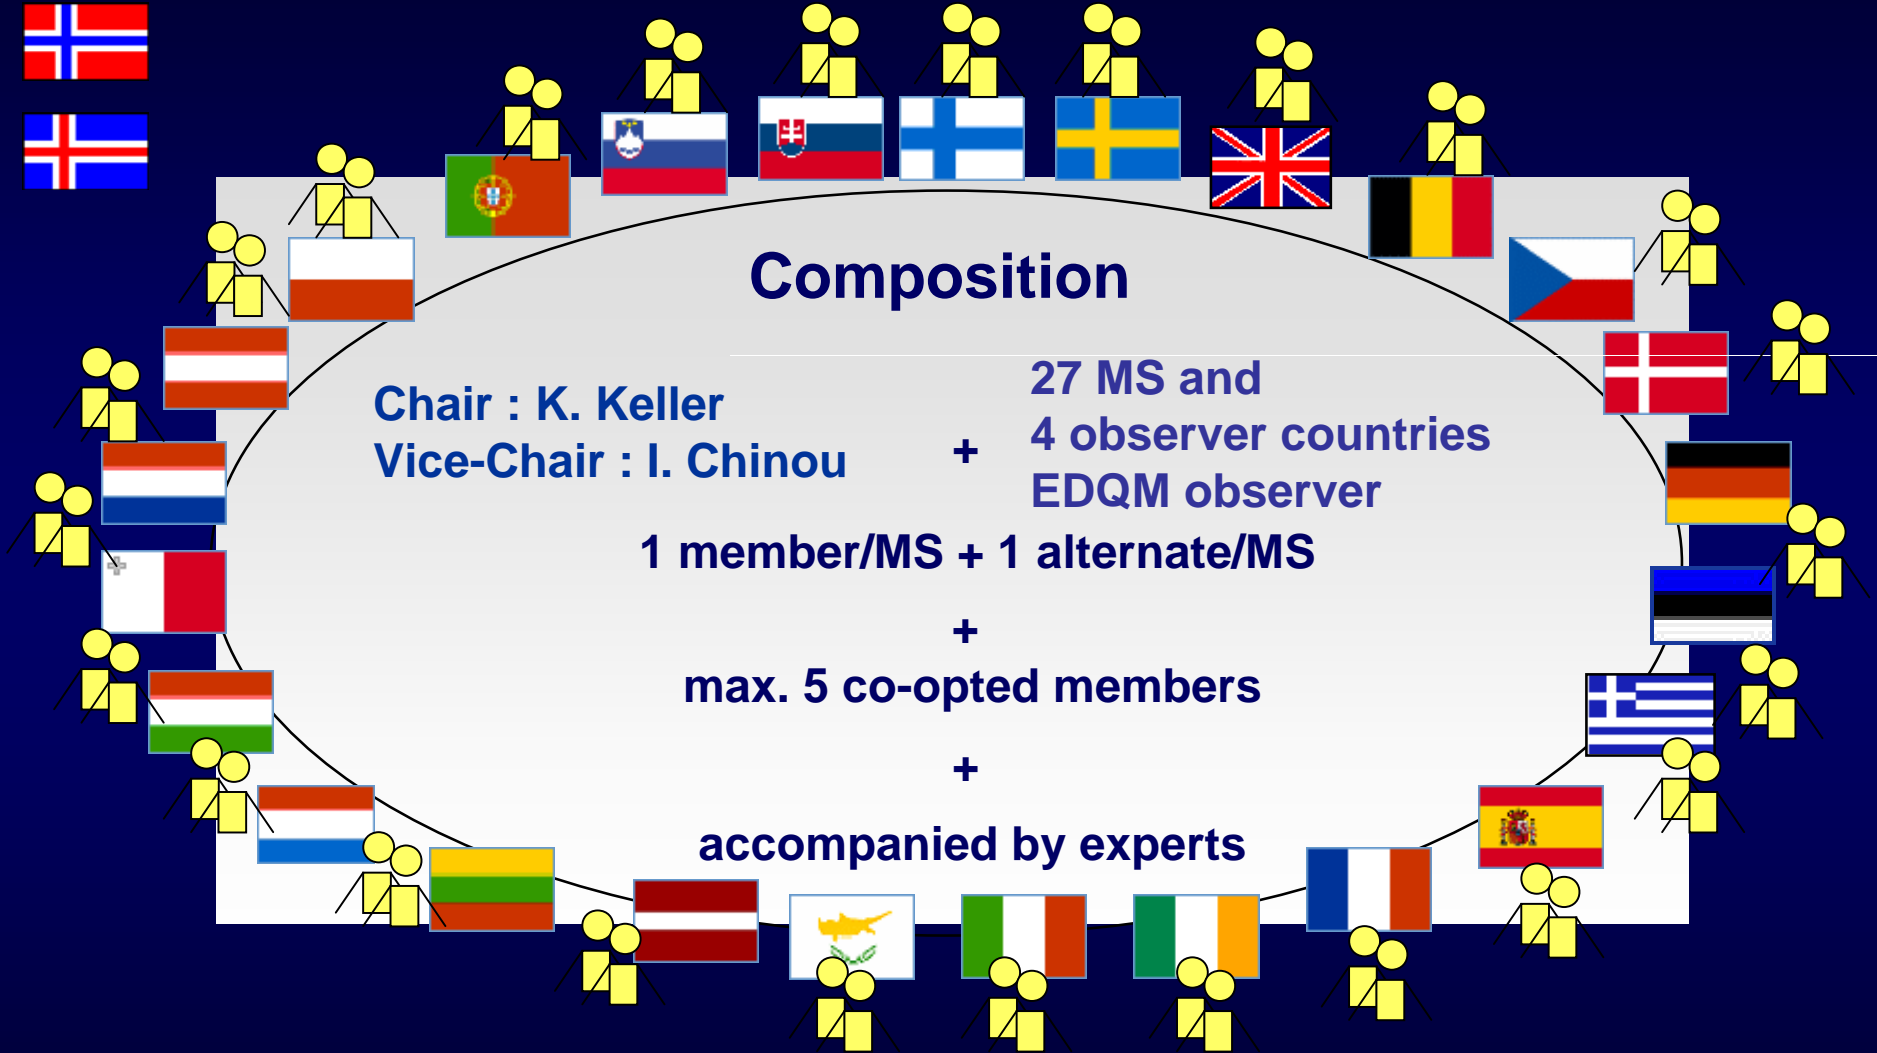 Composition
Chair : K. Keller
Vice-Chair : I. Chinou
+
27 MS and
4 observer countries
EDQM observer
1 member/MS + 1 alternate/MS
+
max. 5 co-opted members
+
accompanied by experts